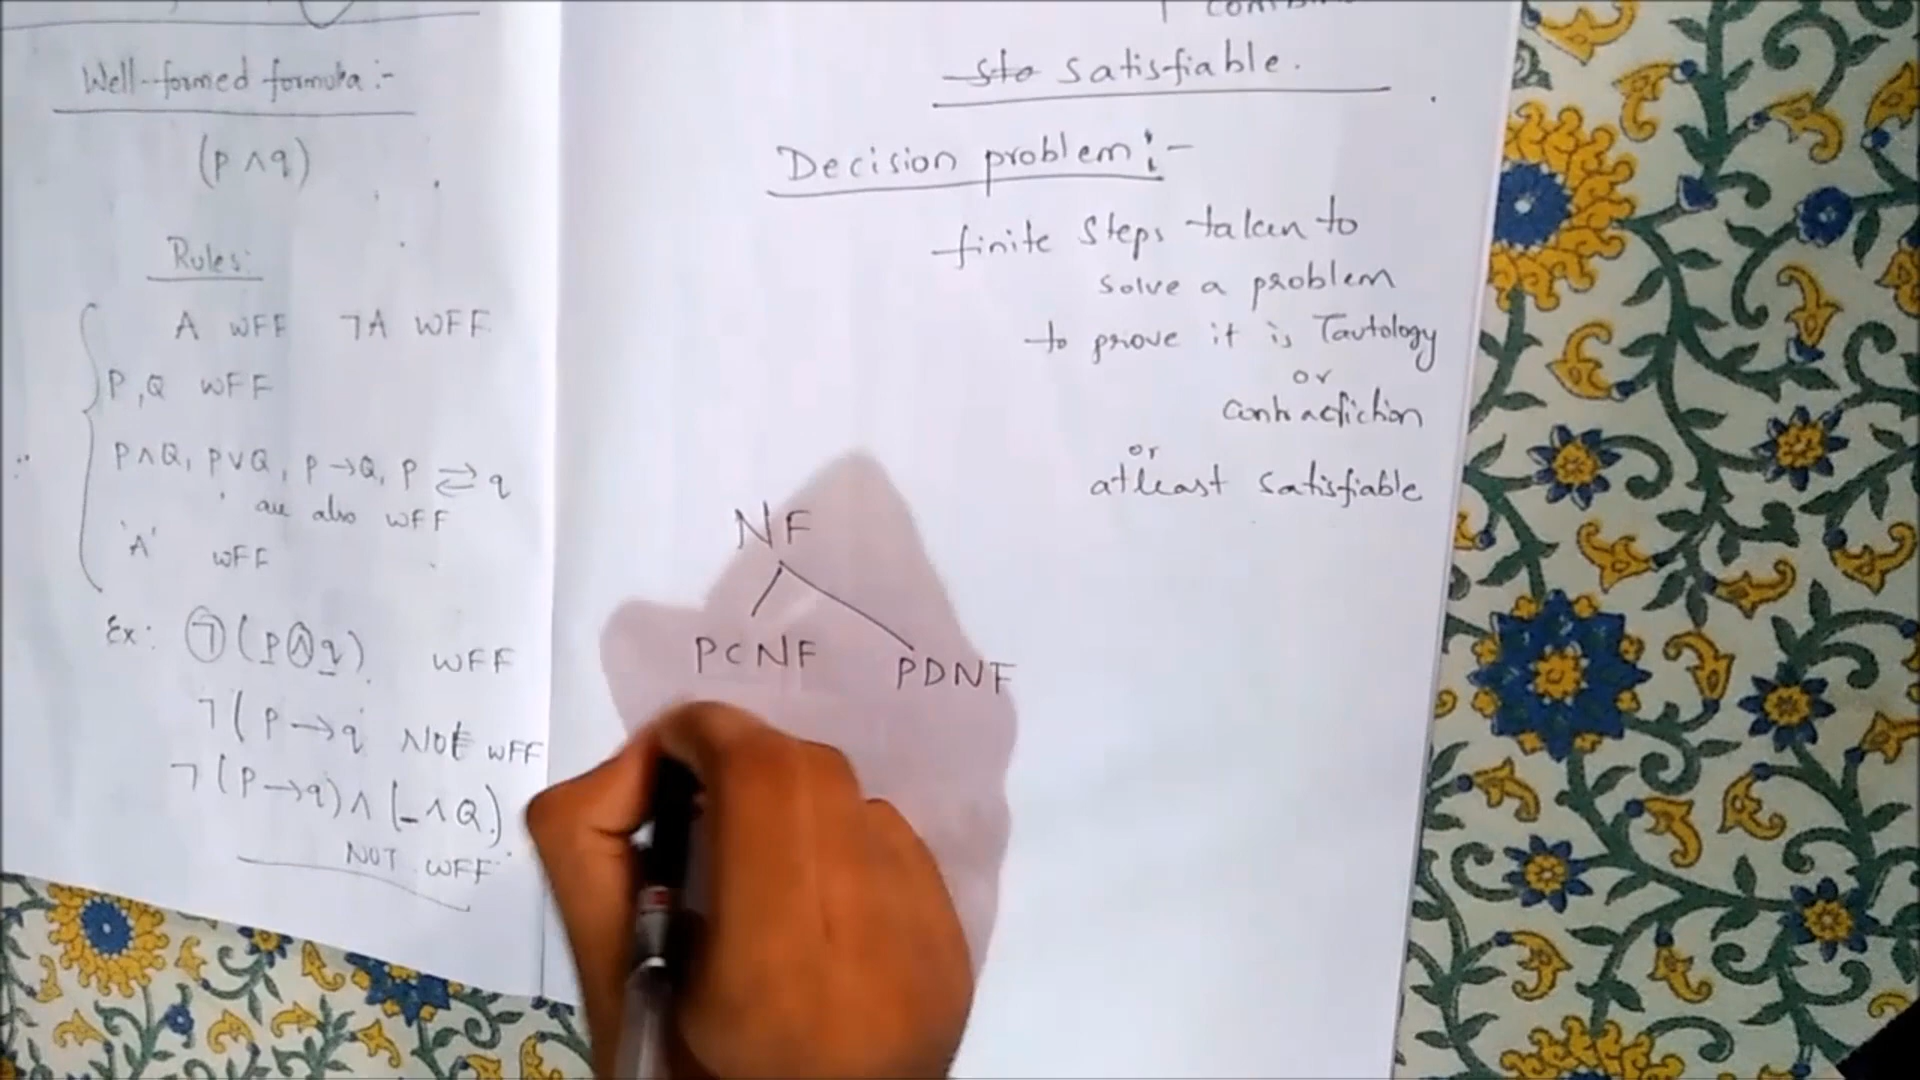 Well-formed formula :-
(p ∧ q)
Rules:
A WFF ¬A WFF
P, Q WFF
P∧Q, P∨Q, P→Q, P ⇄ q
are also WFF
'A' WFF
Ex: ¬(p∧q). WFF
¬(P→q NOT WFF
¬(P→q)∧(_∧Q).
NOT WFF
sto satisfiable.
Decision problem :-
finite steps taken to
solve a problem
to prove it is Tautology
or
contradiction
or
atleast satisfiable
NF
PCNF PDNF